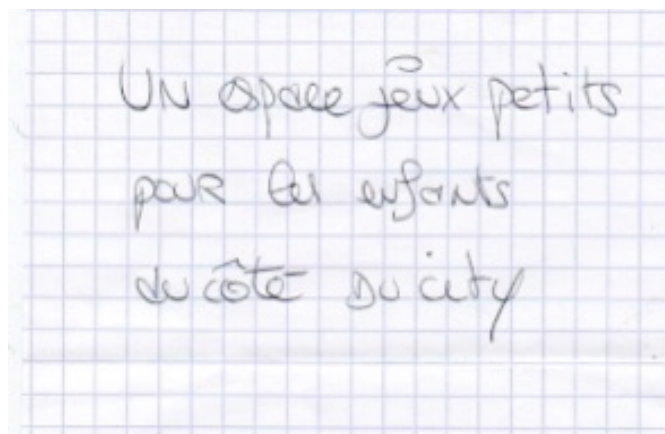 UN espace jeux petits
pour les enfants
du côté Du city